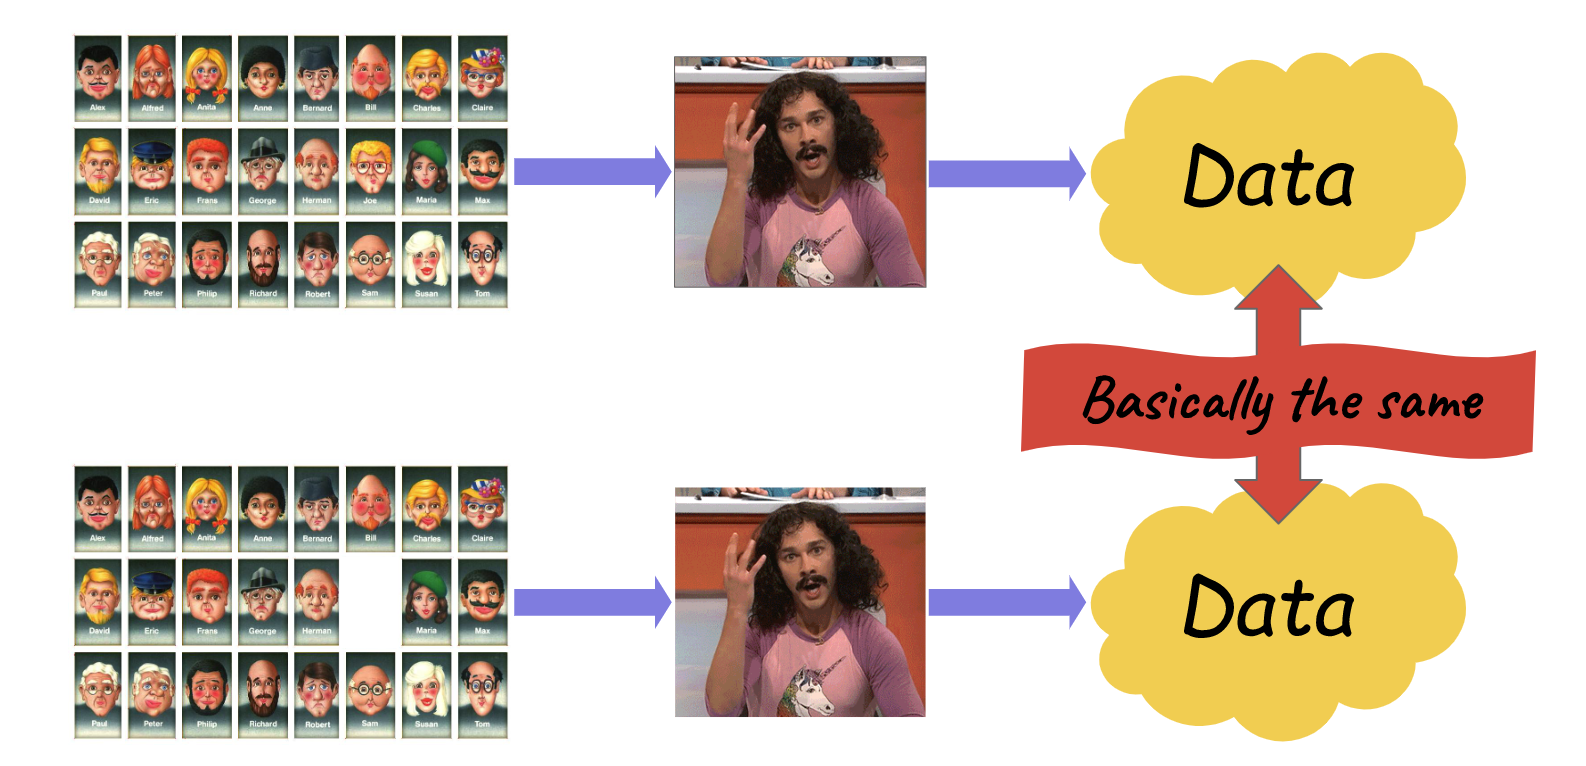 Alex Alfred Anita Anne Bernard Bill Charles Claire
David Eric Frans George Herman Joe Maria Max
Paul Peter Philip Richard Robert Sam Susan Tom
Data
Basically the same
Alex Alfred Anita Anne Bernard Bill Charles Claire
David Eric Frans George Herman Maria Max
Paul Peter Philip Richard Robert Sam Susan Tom
Data